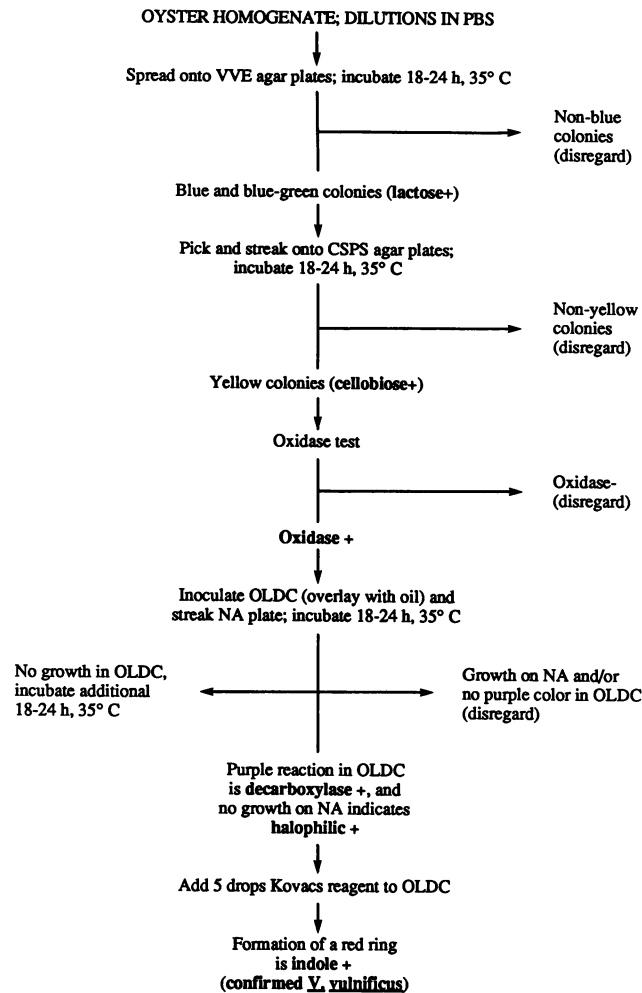 OYSTER HOMOGENATE; DILUTIONS IN PBS
Spread onto VVE agar plates; incubate 18-24 h, 35° C
Non-blue
colonies
(disregard)
Blue and blue-green colonies (lactose+)
Pick and streak onto CSPS agar plates;
incubate 18-24 h, 35° C
Non-yellow
colonies
(disregard)
Yellow colonies (cellobiose+)
Oxidase test
Oxidase-
(disregard)
Oxidase +
Inoculate OLDC (overlay with oil) and
streak NA plate; incubate 18-24 h, 35° C
No growth in OLDC,
incubate additional
18-24 h, 35° C
Growth on NA and/or
no purple color in OLDC
(disregard)
Purple reaction in OLDC
is decarboxylase +, and
no growth on NA indicates
halophilic +
Add 5 drops Kovacs reagent to OLDC
Formation of a red ring
is indole +
(confirmed V. vulnificus)